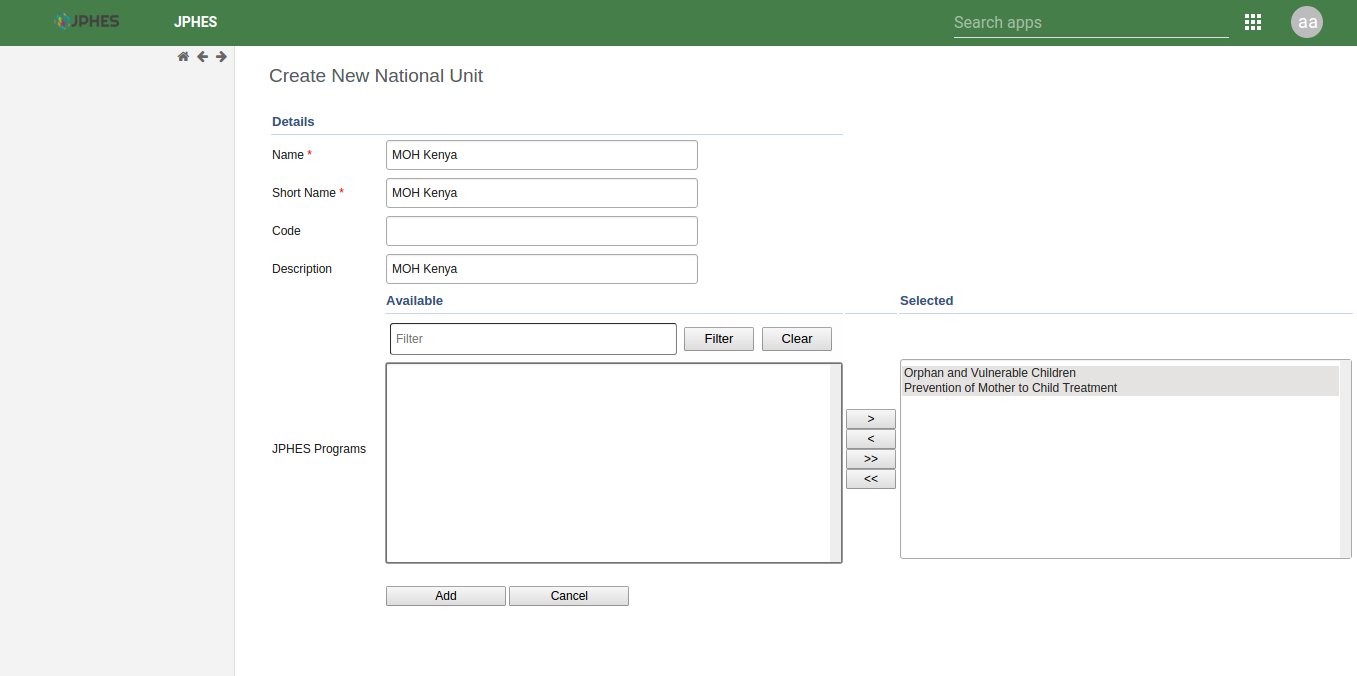 JPHES
JPHES
Search apps
aa
Create New National Unit
Details
Name *
MOH Kenya
Short Name *
MOH Kenya
Code
Description
MOH Kenya
Available
Selected
Filter
Filter
Clear
Orphan and Vulnerable Children
Prevention of Mother to Child Treatment
JPHES Programs
>
<
>>
<<
Add
Cancel